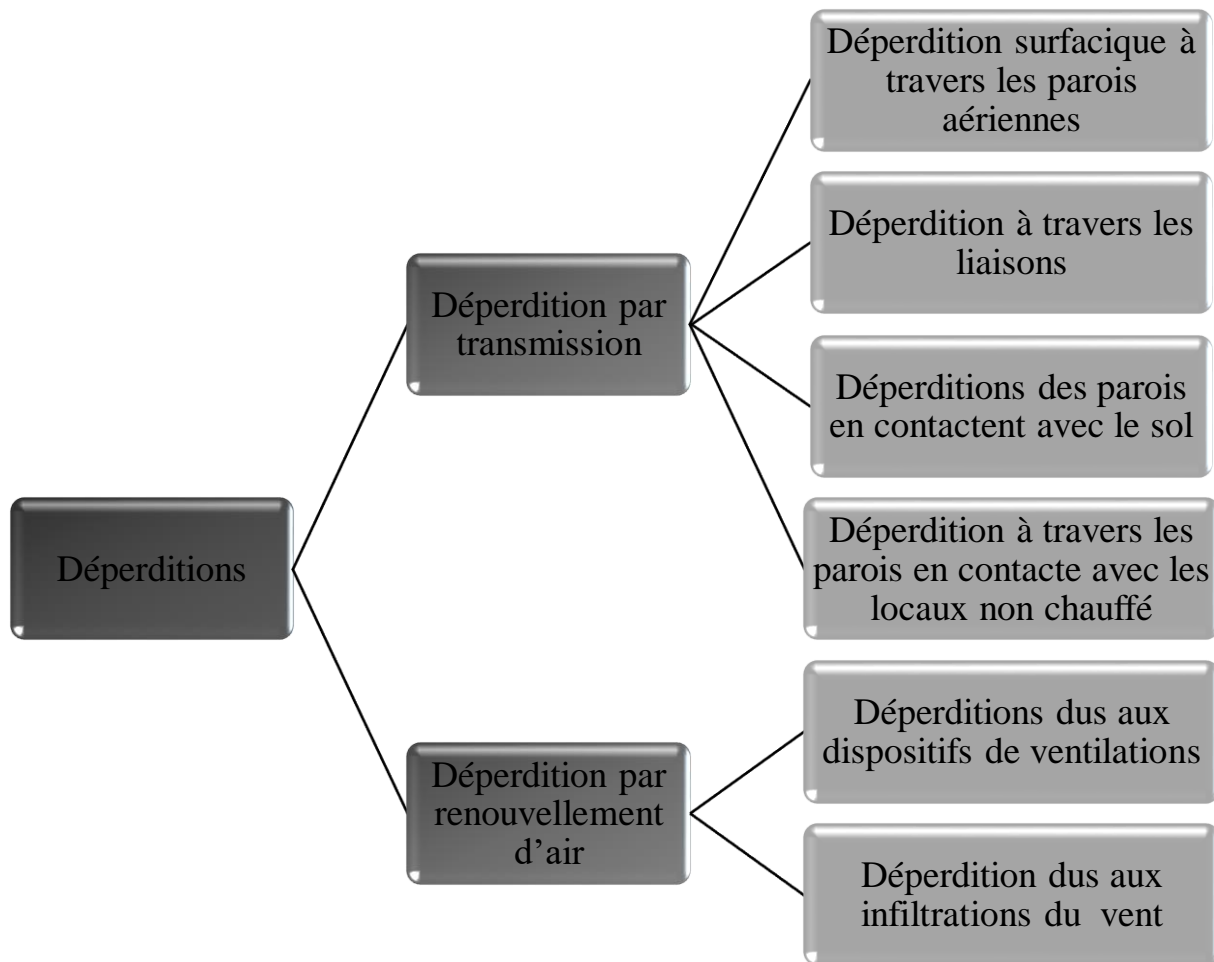 Déperdition surfacique à
travers les parois
aériennes
Déperdition à travers les
liaisons
Déperdition par
transmission
Déperditions des parois
en contactent avec le sol
Déperditions
Déperdition à travers les
parois en contacte avec les
locaux non chauffé
Déperditions dus aux
dispositifs de ventilations
Déperdition par
renouvellement
d’air
Déperdition dus aux
infiltrations du vent